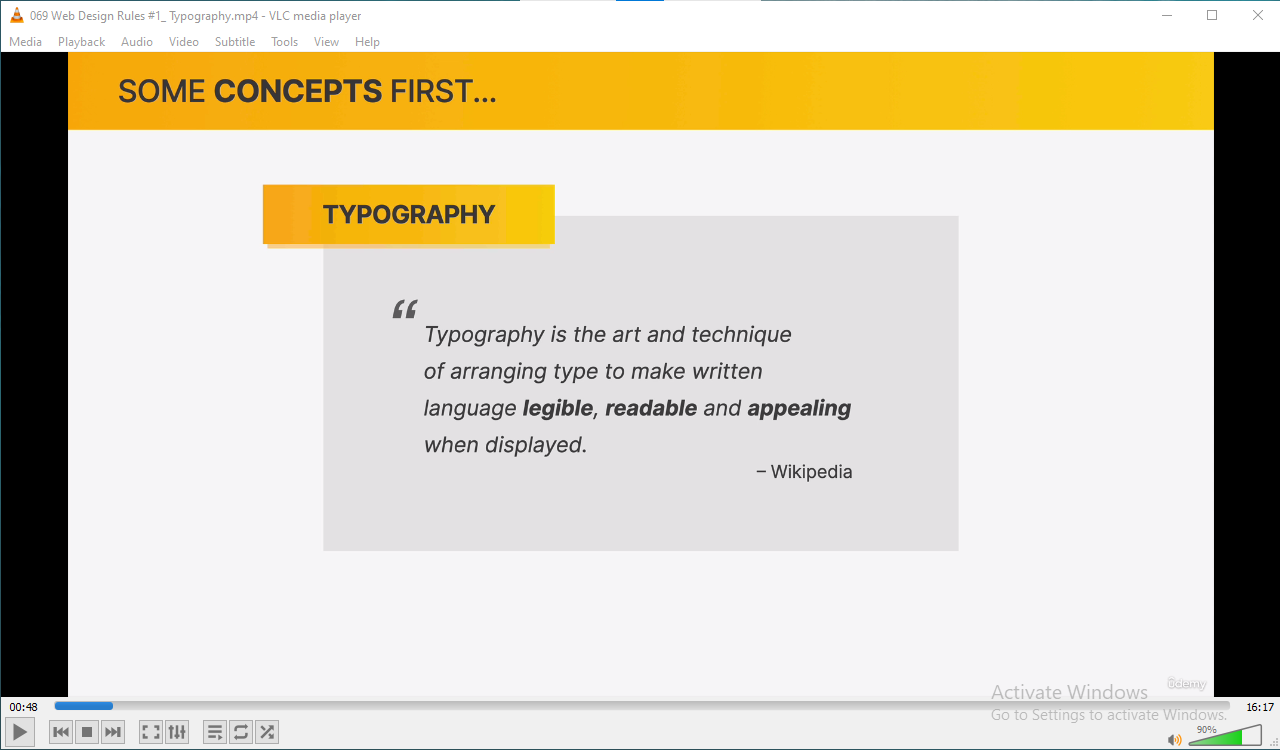 069 Web Design Rules #1_ Typography.mp4 - VLC media player
Media Playback Audio Video Subtitle Tools View Help
SOME CONCEPTS FIRST...
TYPOGRAPHY
“
Typography is the art and technique
of arranging type to make written
language legible, readable and appealing
when displayed.
– Wikipedia
Udemy
Activate Windows
Go to Settings to activate Windows.
00:48
16:17
90%